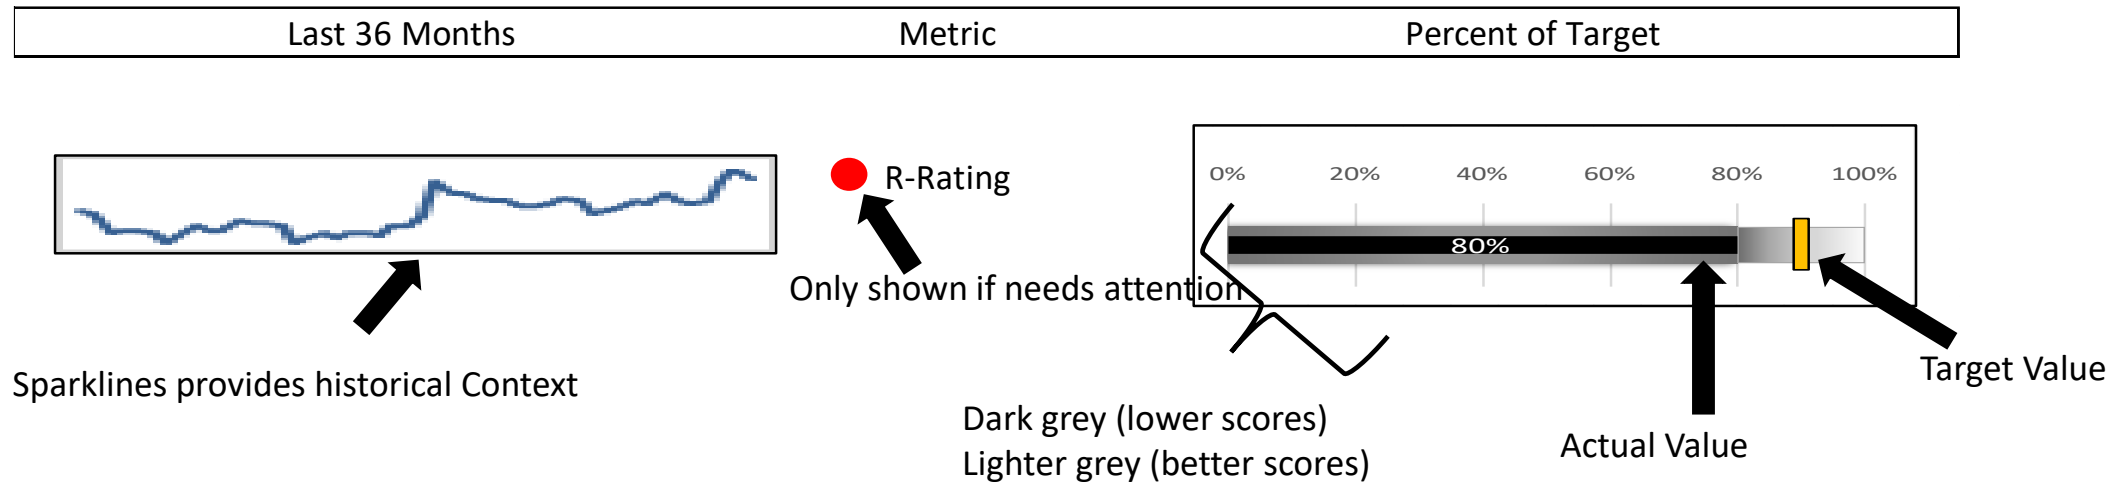 Last 36 Months Metric Percent of Target
R-Rating
0% 20% 40% 60% 80% 100%
80%
Only shown if needs attention
Sparklines provides historical Context
Target Value
Dark grey (lower scores)
Lighter grey (better scores)
Actual Value